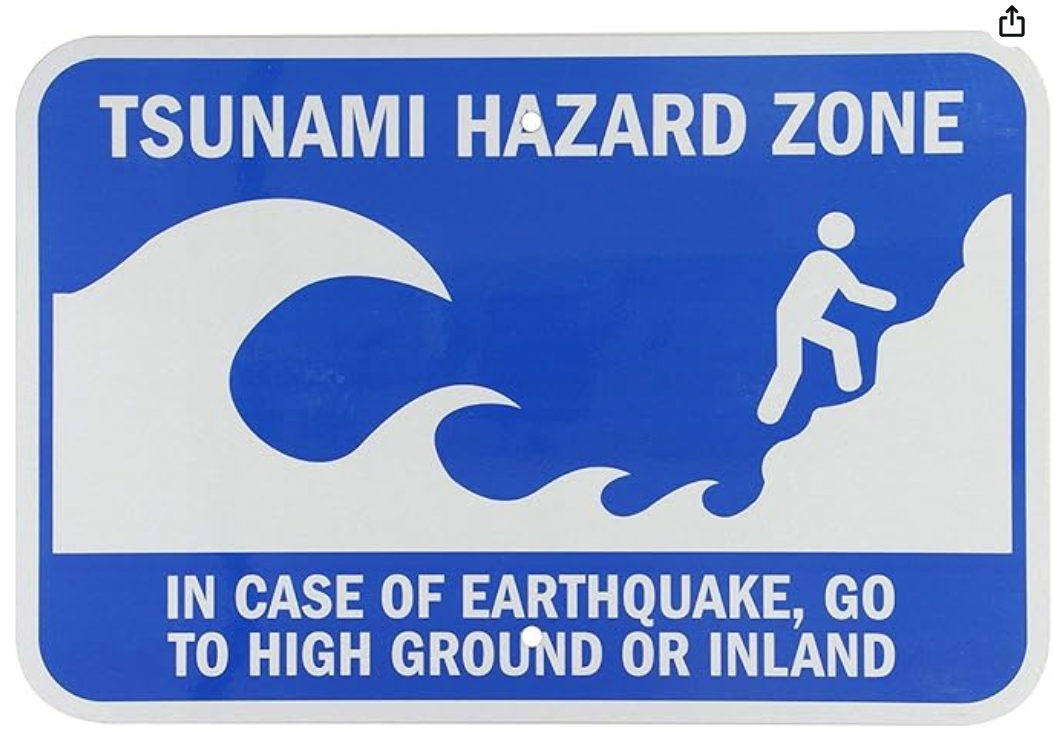 TSUNAMI HAZARD ZONE
IN CASE OF EARTHQUAKE, GO
TO HIGH GROUND OR INLAND